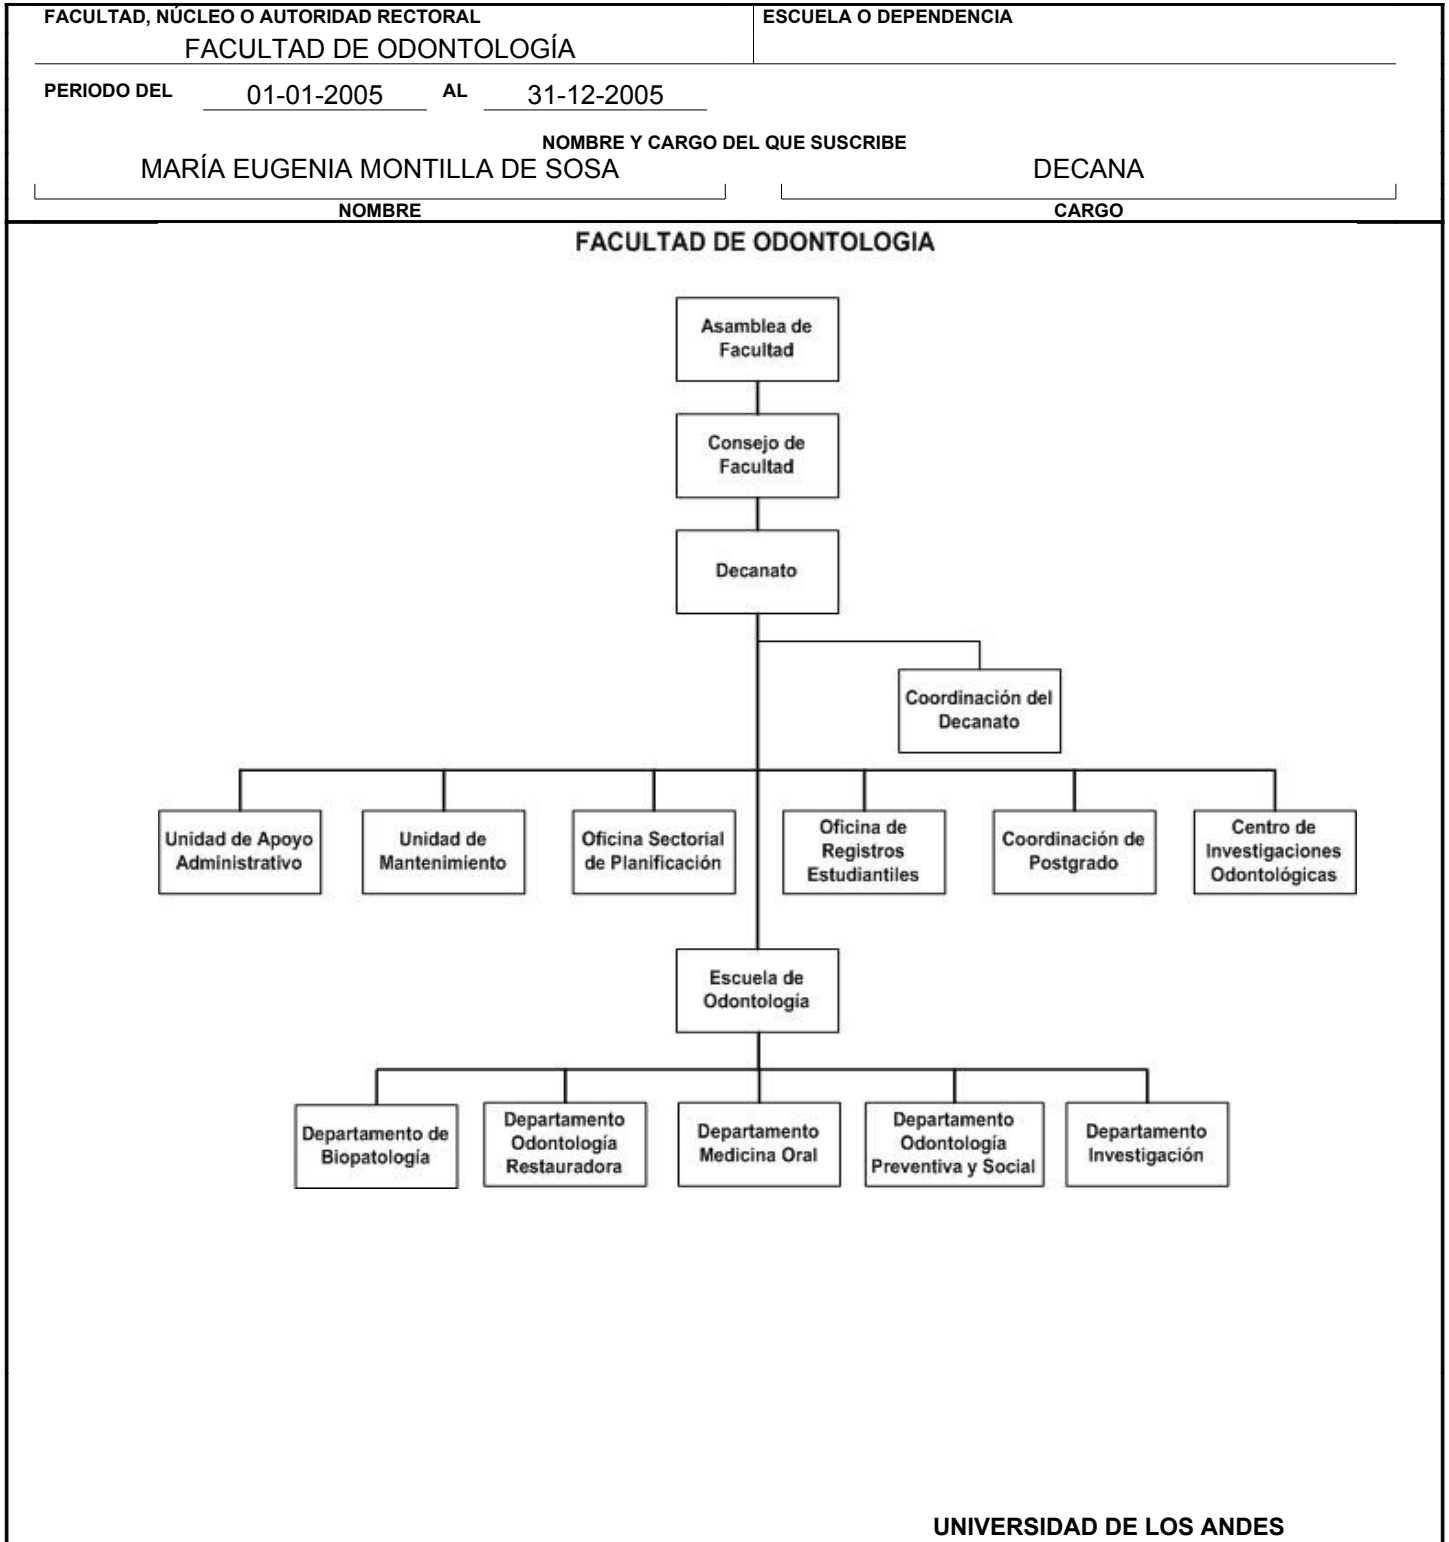 FACULTAD, NÚCLEO O AUTORIDAD RECTORAL
FACULTAD DE ODONTOLOGÍA
ESCUELA O DEPENDENCIA
PERIODO DEL 01-01-2005 AL 31-12-2005
NOMBRE Y CARGO DEL QUE SUSCRIBE
MARÍA EUGENIA MONTILLA DE SOSA
DECANA
NOMBRE
CARGO
FACULTAD DE ODONTOLOGIA
Asamblea de
Facultad
Consejo de
Facultad
Decanato
Coordinación del
Decanato
Unidad de Apoyo
Administrativo
Unidad de
Mantenimiento
Oficina Sectorial
de Planificación
Oficina de
Registros
Estudiantiles
Coordinación de
Postgrado
Centro de
Investigaciones
Odontológicas
Escuela de
Odontología
Departamento de
Biopatología
Departamento
Odontología
Restauradora
Departamento
Medicina Oral
Departamento
Odontología
Preventiva y Social
Departamento
Investigación
UNIVERSIDAD DE LOS ANDES